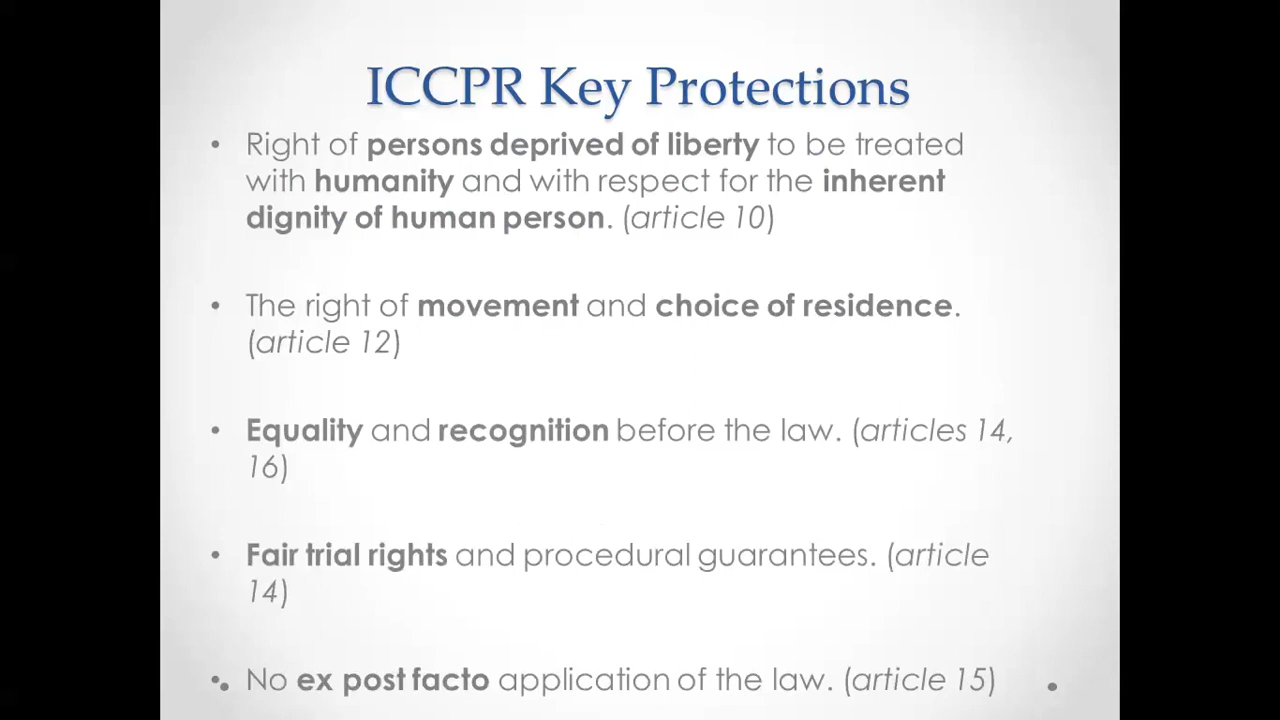 ICCPR Key Protections
• Right of persons deprived of liberty to be treated
with humanity and with respect for the inherent
dignity of human person. (article 10)
• The right of movement and choice of residence.
(article 12)
• Equality and recognition before the law. (articles 14,
16)
• Fair trial rights and procedural guarantees. (article
14)
• No ex post facto application of the law. (article 15)